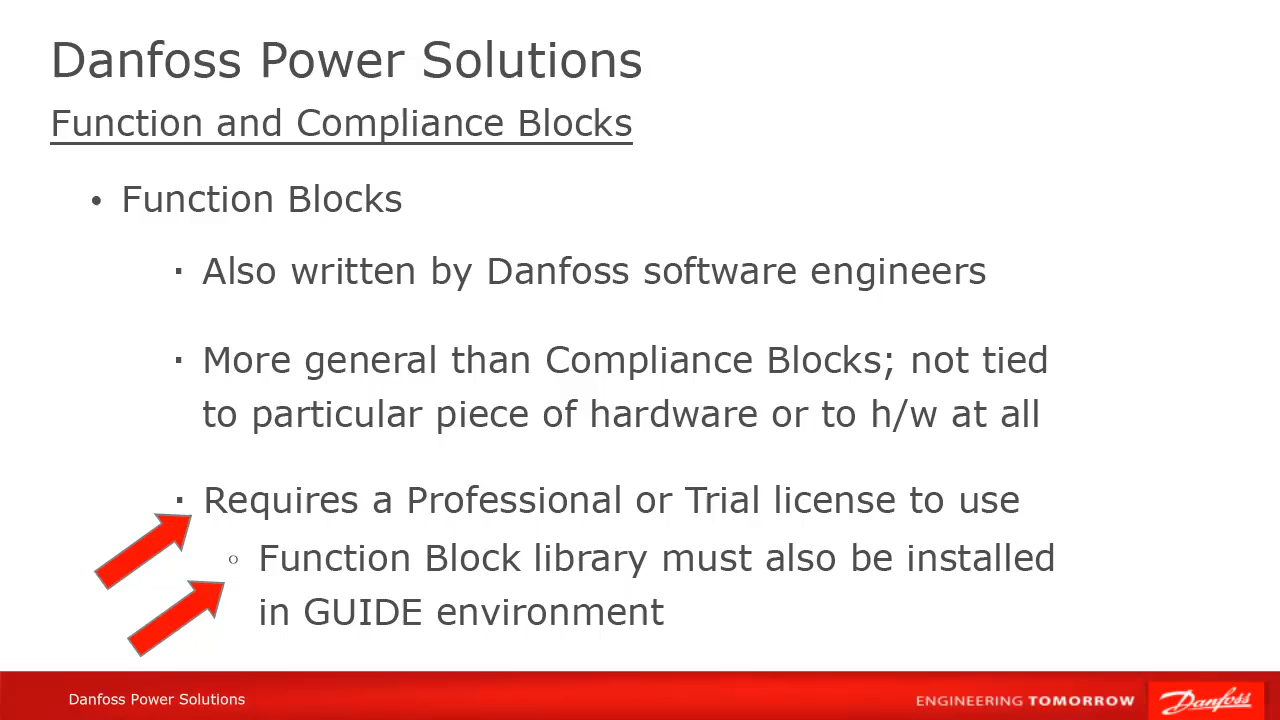 Danfoss Power Solutions
Function and Compliance Blocks
• Function Blocks
▪ Also written by Danfoss software engineers
▪ More general than Compliance Blocks; not tied
to particular piece of hardware or to h/w at all
▪ Requires a Professional or Trial license to use
○ Function Block library must also be installed
in GUIDE environment
Danfoss Power Solutions
ENGINEERING TOMORROW
Danfoss